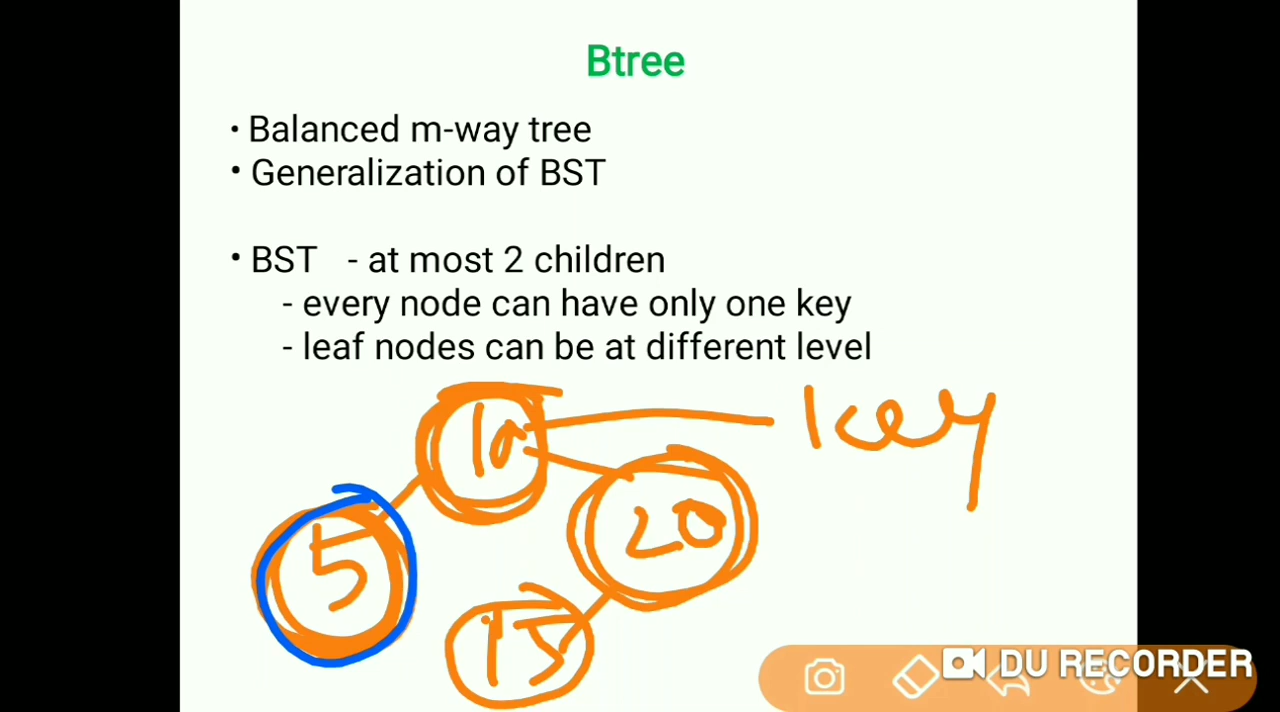 Btree
• Balanced m-way tree
• Generalization of BST
• BST - at most 2 children
- every node can have only one key
- leaf nodes can be at different level
10
key
5
20
15
DU RECORDER